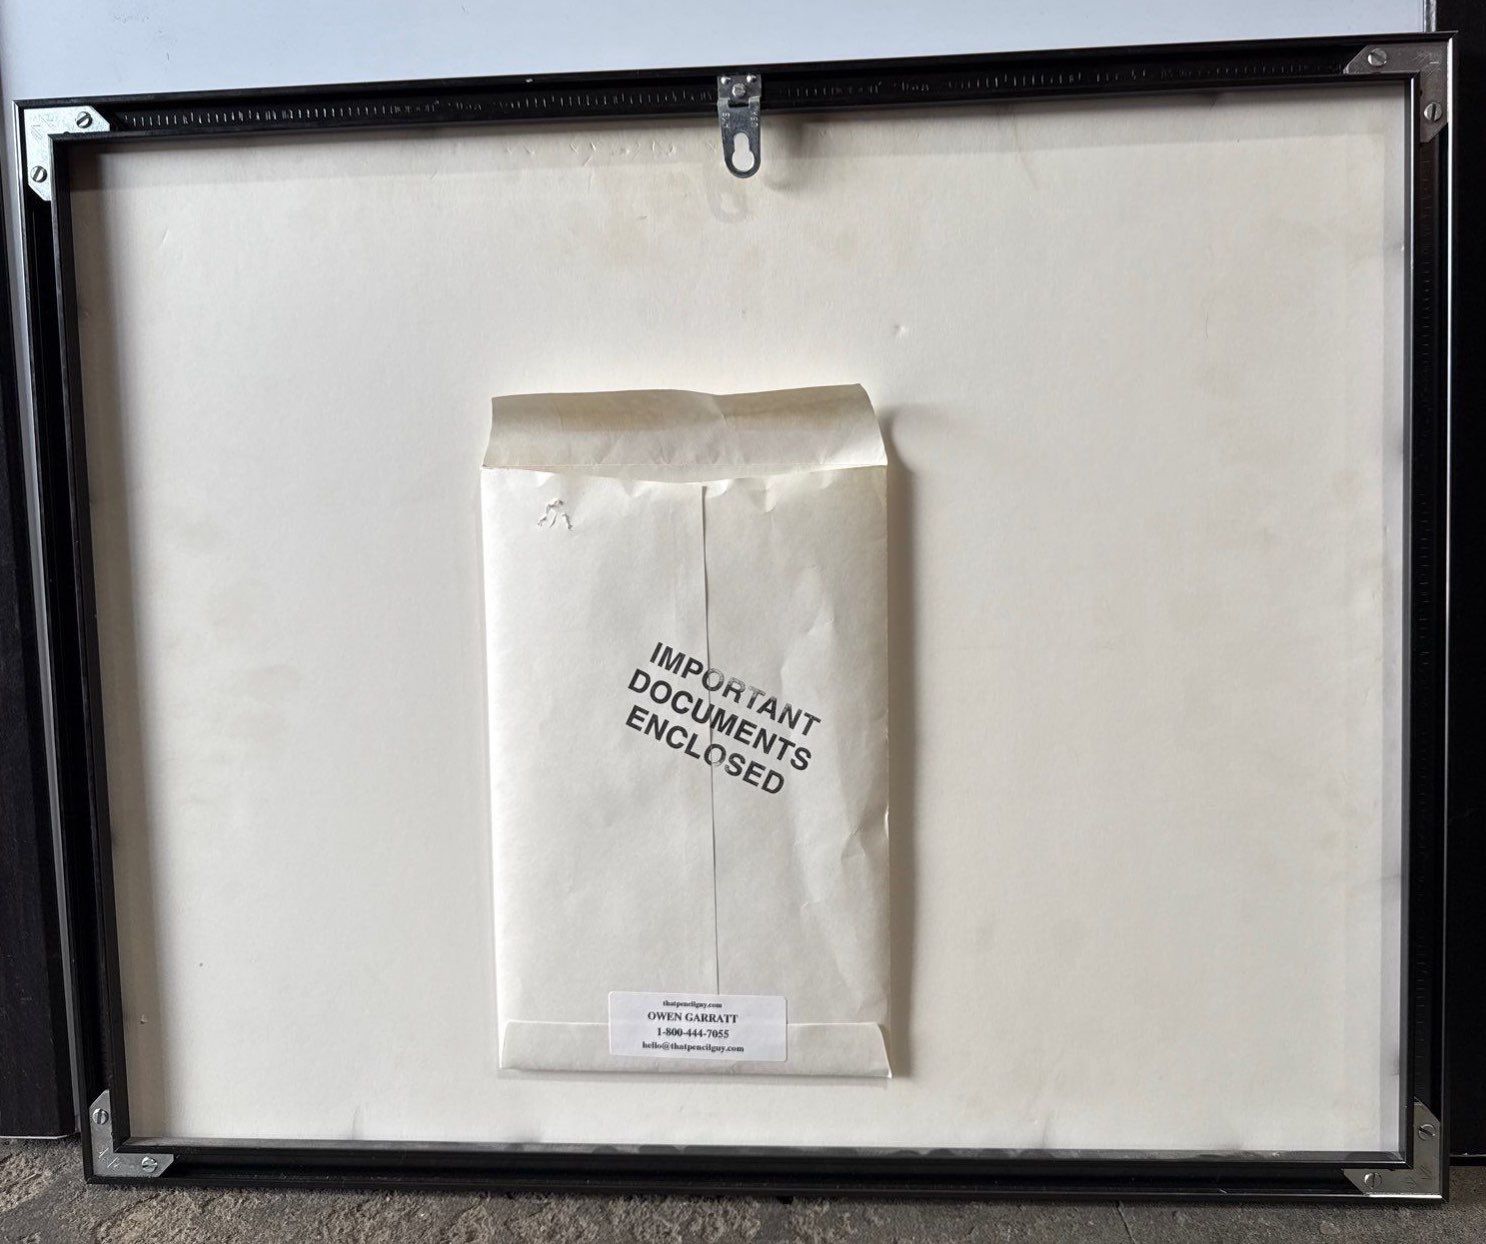 IMPORTANT
DOCUMENTS
ENCLOSED
thatpencilguy.com
OWEN GARRATT
1-800-444-7055
hello@thatpencilguy.com